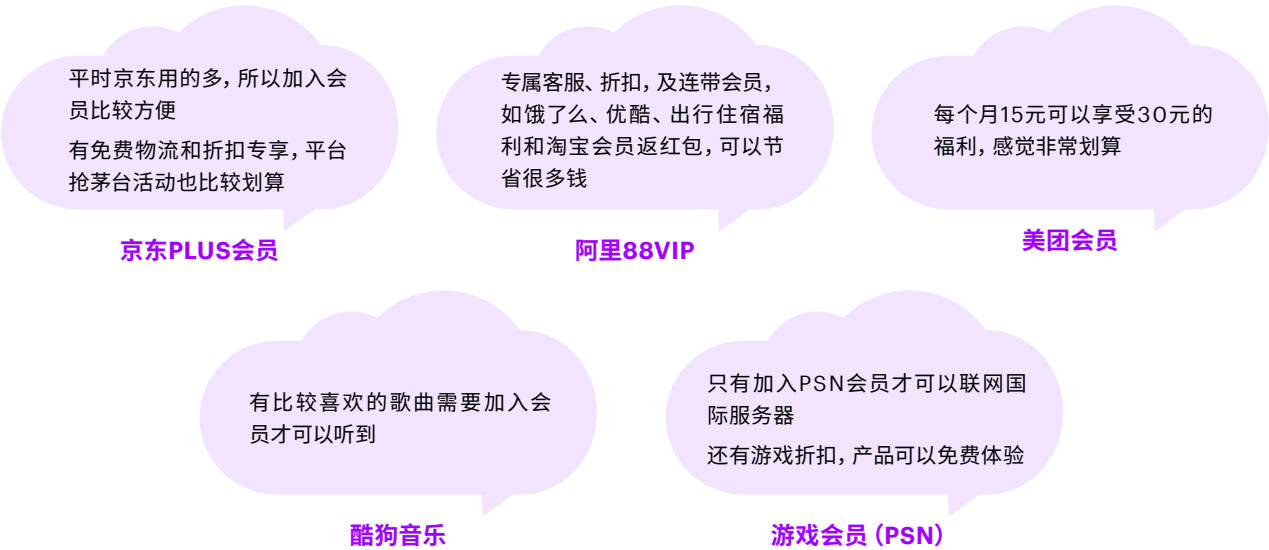 平时京东用的多，所以加入会
员比较方便
有免费物流和折扣专享，平台
抢茅台活动也比较划算
京东PLUS会员
专属客服、折扣，及连带会员，
如饿了么、优酷、出行住宿福
利和淘宝会员返红包，可以节
省很多钱
阿里88VIP
每个月15元可以享受30元的
福利，感觉非常划算
美团会员
有比较喜欢的歌曲需要加入会
员才可以听到
酷狗音乐
只有加入PSN会员才可以联网国
际服务器
还有游戏折扣，产品可以免费体验
游戏会员（PSN）